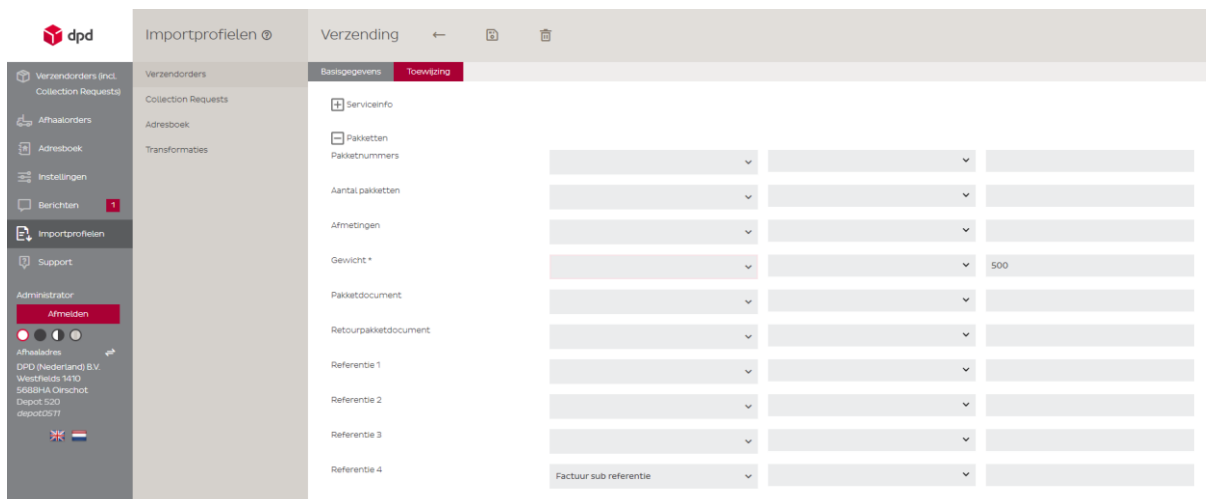 dpd
Importprofielen
Verzending
Verzendorders (incl.
Collection Requests)
Afhaalorders
Adresboek
Instellingen
Berichten
1
Importprofielen
Support
Administrator
Afmelden
Afhaaladres
DPD (Nederland) B.V.
Westfields 1410
5688HA Oirschot
Depot 520
depot0511
Verzendorders
Collection Requests
Adresboek
Transformaties
Basisgegevens
Toewijzing
Serviceinfo
Pakketten
Pakketnummers
Aantal pakketten
Afmetingen
Gewicht * 500
Pakketdocument
Retourpakketdocument
Referentie 1
Referentie 2
Referentie 3
Referentie 4 Factuur sub referentie